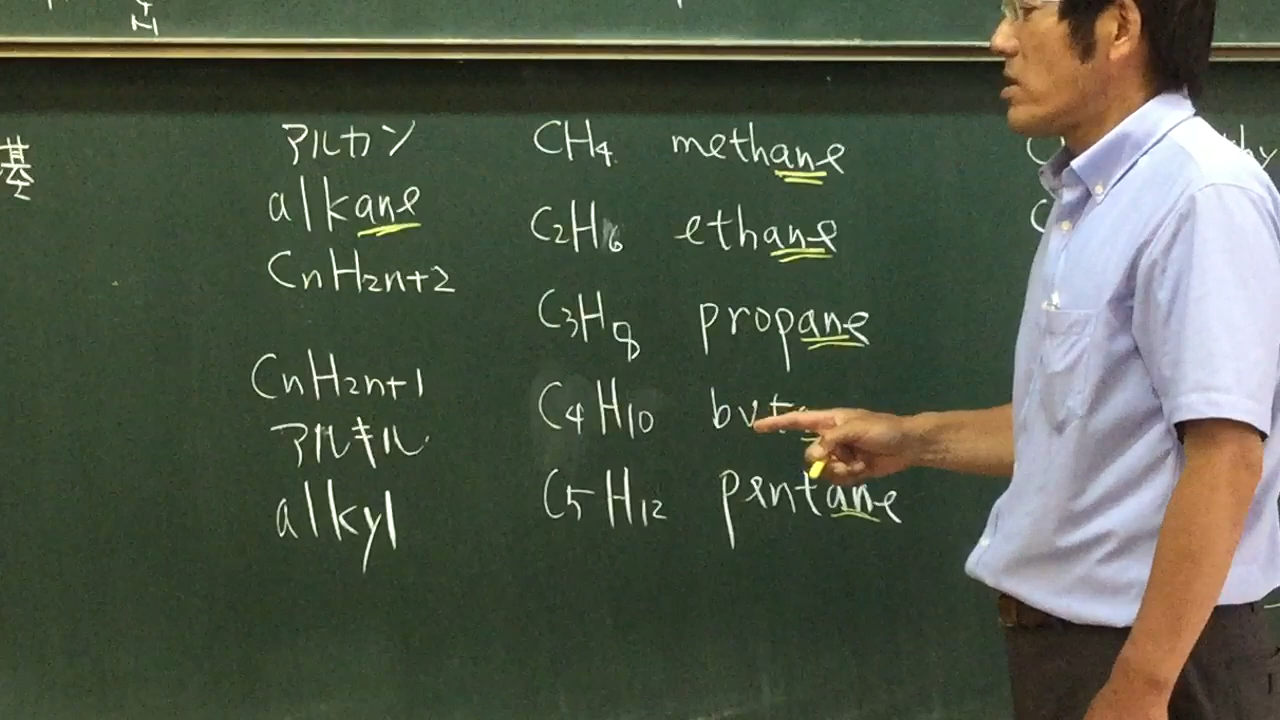 基
アルカン
alkane
CnH2n+2
CnH2n+1
アルキル
alkyl
CH4 methane
C2H6 ethane
C3H8 propane
C4H10
C5H12 pentane